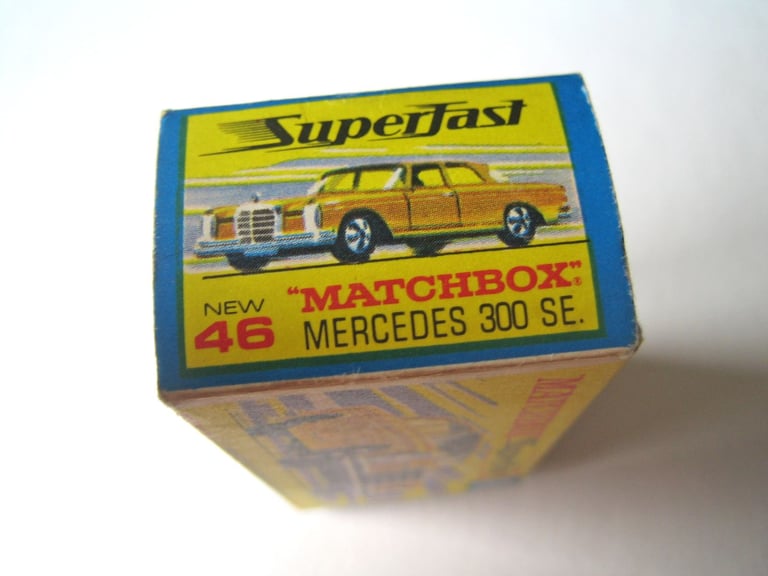 Superfast
"MATCHBOX"®
NEW
46
MERCEDES 300 SE.